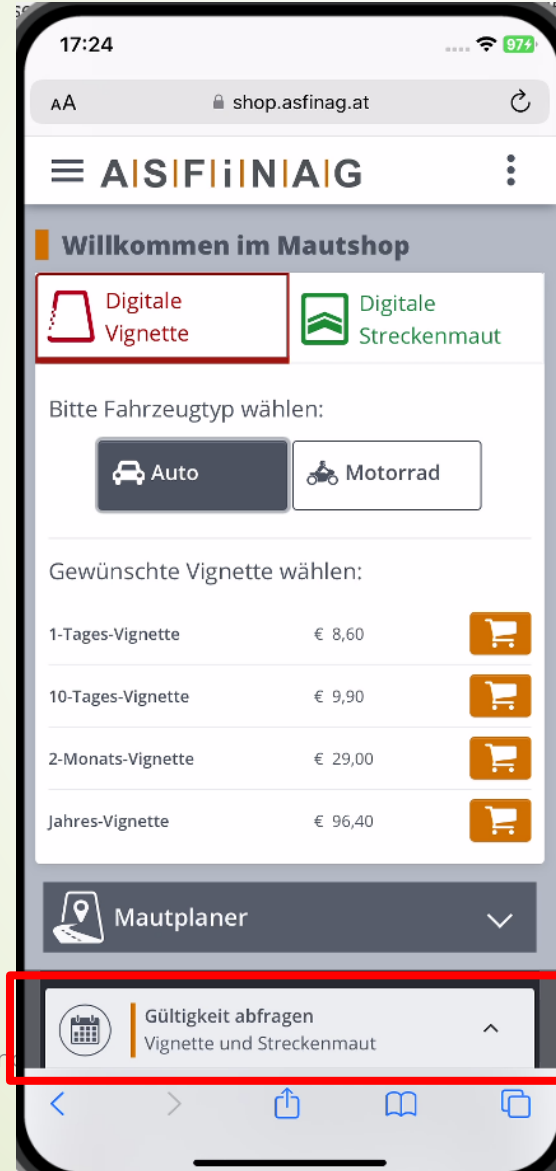 17:24
97
AA
shop.asfinag.at
A|S|F|i|N|A|G
Willkommen im Mautshop
Digitale
Vignette
Digitale
Streckenmaut
Bitte Fahrzeugtyp wählen:
Auto
Motorrad
Gewünschte Vignette wählen:
1-Tages-Vignette € 8,60
10-Tages-Vignette € 9,90
2-Monats-Vignette € 29,00
Jahres-Vignette € 96,40
Mautplaner
Gültigkeit abfragen
Vignette und Streckenmaut